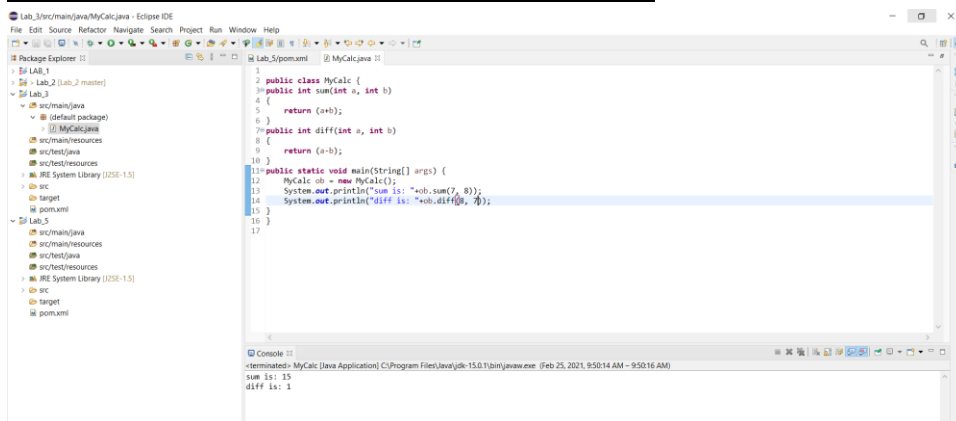 Lab_3/src/main/java/MyCalc.java - Eclipse IDE
File Edit Source Refactor Navigate Search Project Run Window Help
Package Explorer
LAB_1
> Lab_2 [Lab_2 master]
Lab_3
src/main/java
(default package)
MyCalc.java
src/main/resources
src/test/java
src/test/resources
JRE System Library [J2SE-1.5]
src
target
pom.xml
Lab_5
src/main/java
src/main/resources
src/test/java
src/test/resources
JRE System Library [J2SE-1.5]
src
target
pom.xml
Lab_5/pom.xml MyCalc.java
1
2 public class MyCalc {
3 public int sum(int a, int b)
4 {
5 return (a+b);
6 }
7 public int diff(int a, int b)
8 {
9 return (a-b);
10 }
11 public static void main(String[] args) {
12 MyCalc ob = new MyCalc();
13 System.out.println("sum is: "+ob.sum(7, 8));
14 System.out.println("diff is: "+ob.diff(8, 7));
15 }
16 }
17
Console
<terminated> MyCalc [Java Application] C:\Program Files\Java\jdk-15.0.1\bin\javaw.exe (Feb 25, 2021, 9:50:14 AM – 9:50:16 AM)
sum is: 15
diff is: 1